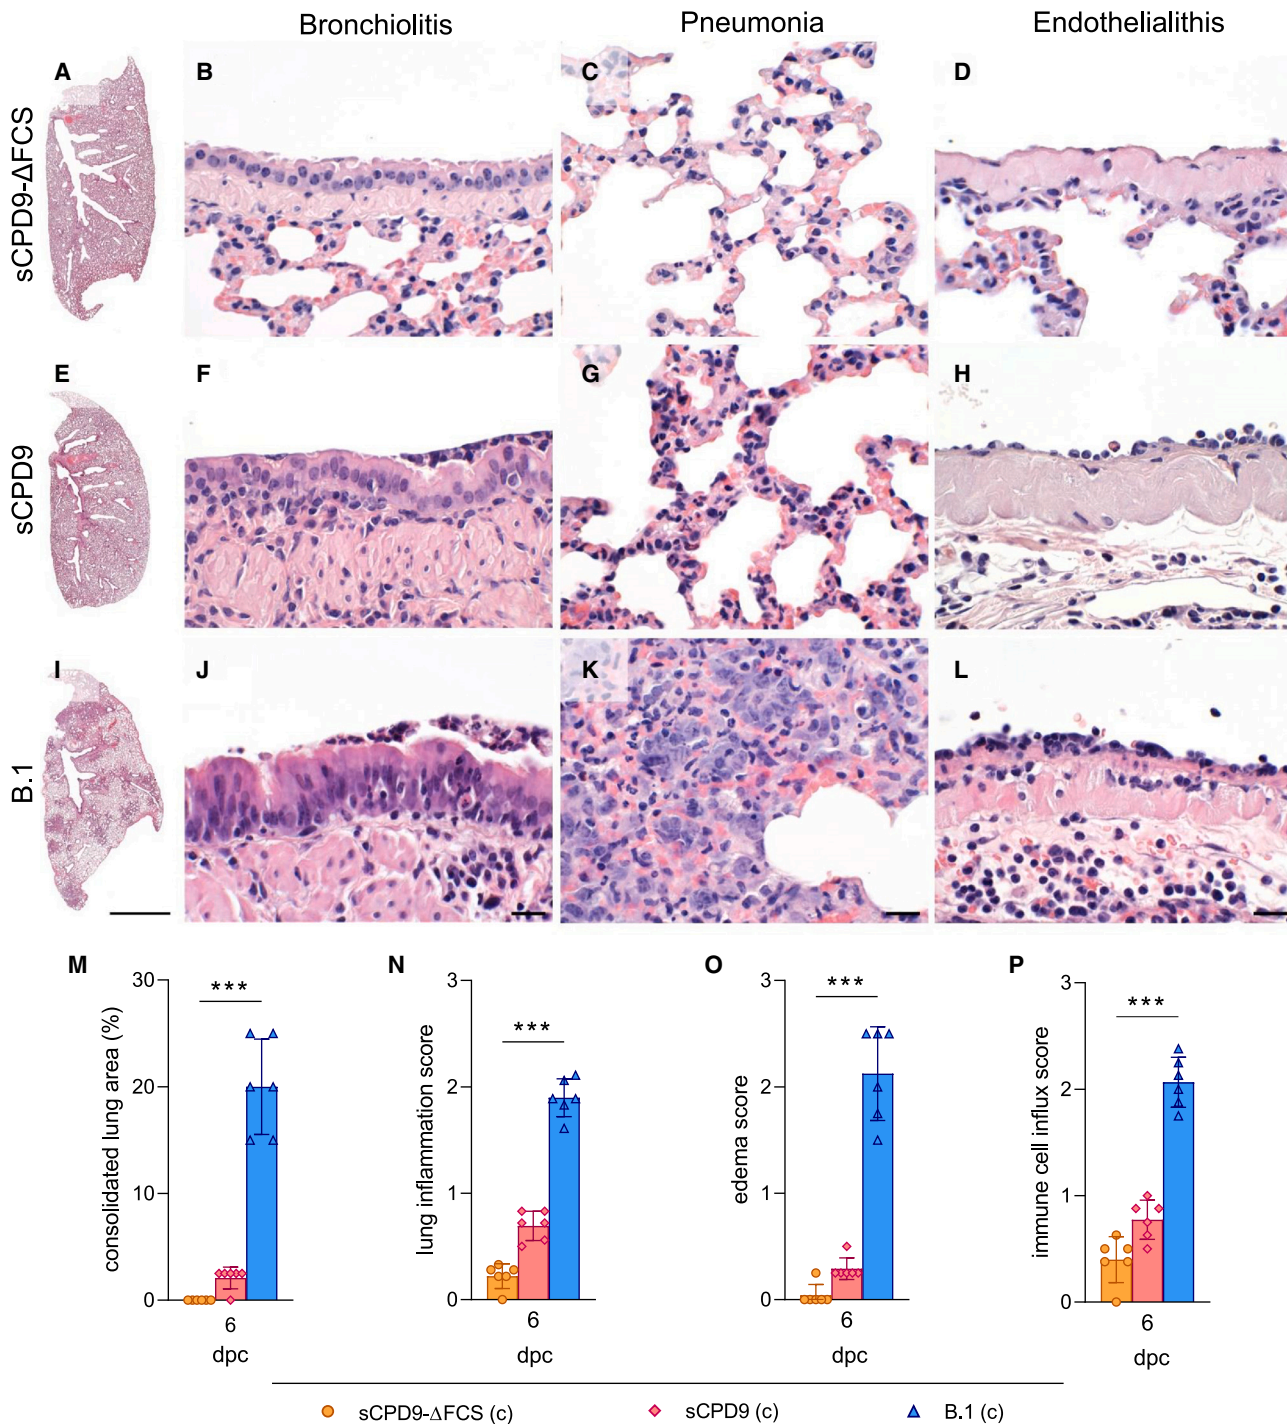 Bronchiolitis Pneumonia Endothelialithis
sCPD9-ΔFCS
A B C D
sCPD9
E F G H
B.1
I J K L
M N O P
consolidated lung area (%)
30
20
10
0
***
6
dpc
lung inflammation score
3
2
1
0
***
6
dpc
edema score
3
2
1
0
***
6
dpc
immune cell influx score
3
2
1
0
***
6
dpc
sCPD9-ΔFCS (c) sCPD9 (c) B.1 (c)